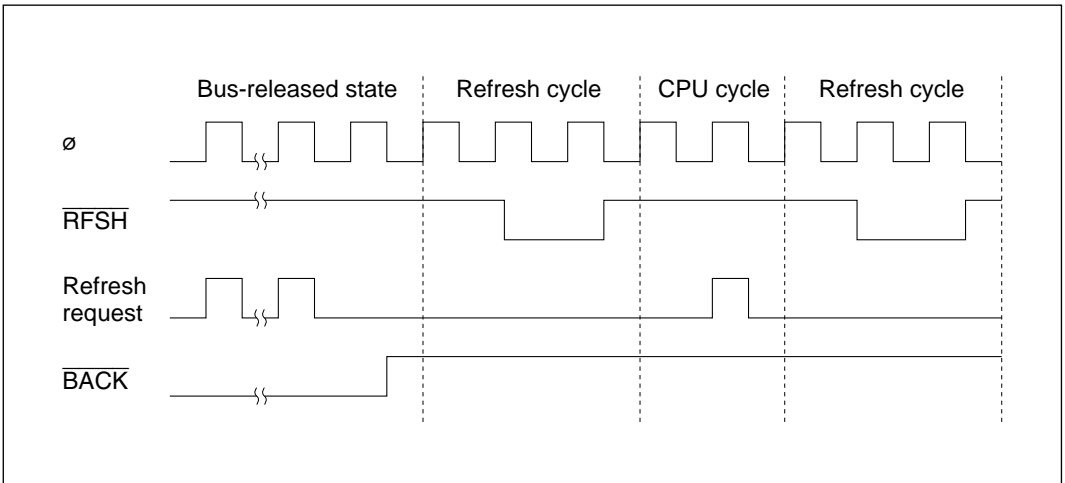 Bus-released state Refresh cycle CPU cycle Refresh cycle
ø
RFSH
Refresh
request
BACK